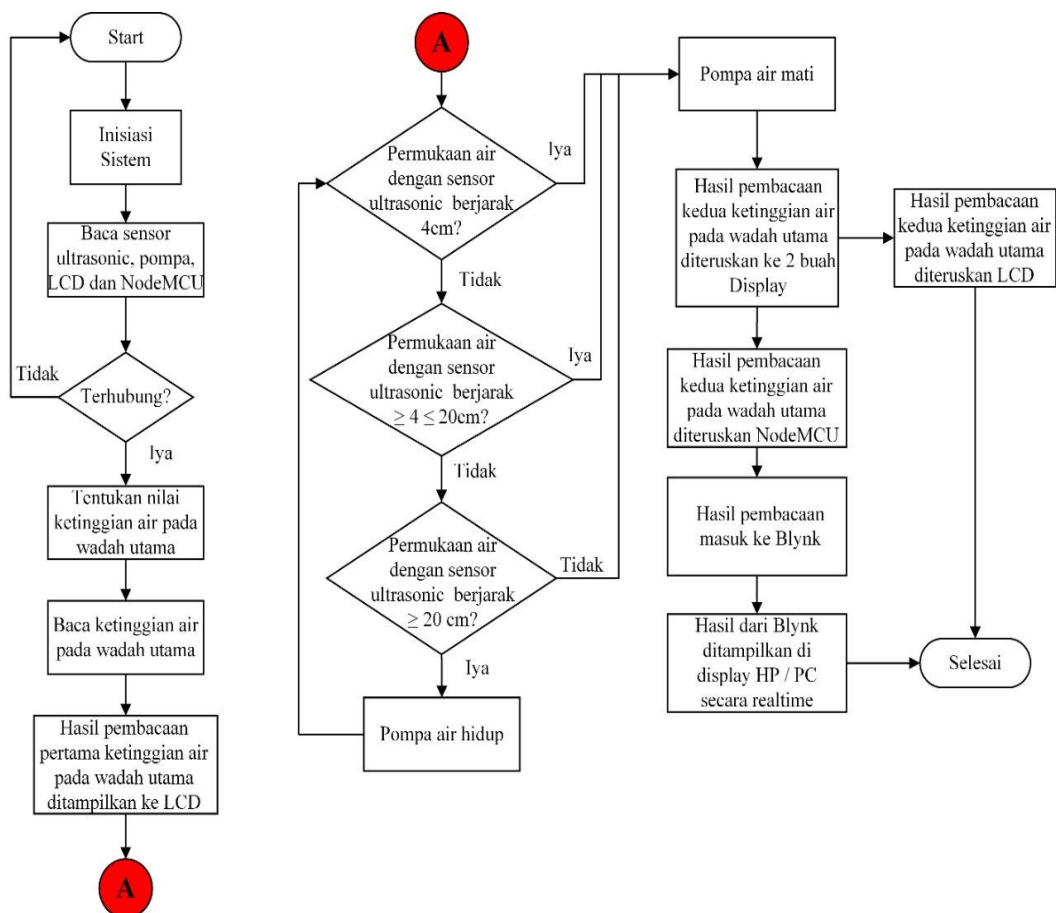 Start
Inisiasi
Sistem
Baca sensor
ultrasonic, pompa,
LCD dan NodeMCU
Terhubung?
Tidak
Iya
Tentukan nilai
ketinggian air pada
wadah utama
Baca ketinggian air
pada wadah utama
Hasil pembacaan
pertama ketinggian air
pada wadah utama
ditampilkan ke LCD
A
A
Permukaan air
dengan sensor
ultrasonic berjarak
4cm?
Iya
Tidak
Permukaan air
dengan sensor
ultrasonic berjarak
≥ 4 ≤ 20cm?
Iya
Tidak
Permukaan air
dengan sensor
ultrasonic berjarak
≥ 20 cm?
Tidak
Iya
Pompa air hidup
Pompa air mati
Hasil pembacaan
kedua ketinggian air
pada wadah utama
diteruskan ke 2 buah
Display
Hasil pembacaan
kedua ketinggian air
pada wadah utama
diteruskan LCD
Hasil pembacaan
kedua ketinggian air
pada wadah utama
diteruskan NodeMCU
Hasil pembacaan
masuk ke Blynk
Hasil dari Blynk
ditampilkan di
display HP / PC
secara realtime
Selesai